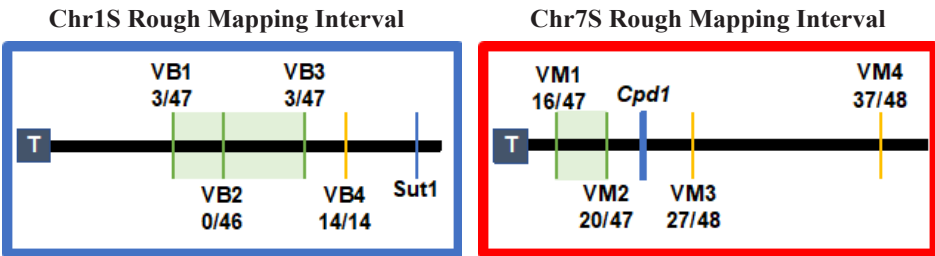 Chr1S Rough Mapping Interval
VB1
3/47
VB3
3/47
T
VB2
0/46
VB4
14/14
Sut1
Chr7S Rough Mapping Interval
VM1
16/47
Cpd1
VM4
37/48
T
VM2
20/47
VM3
27/48